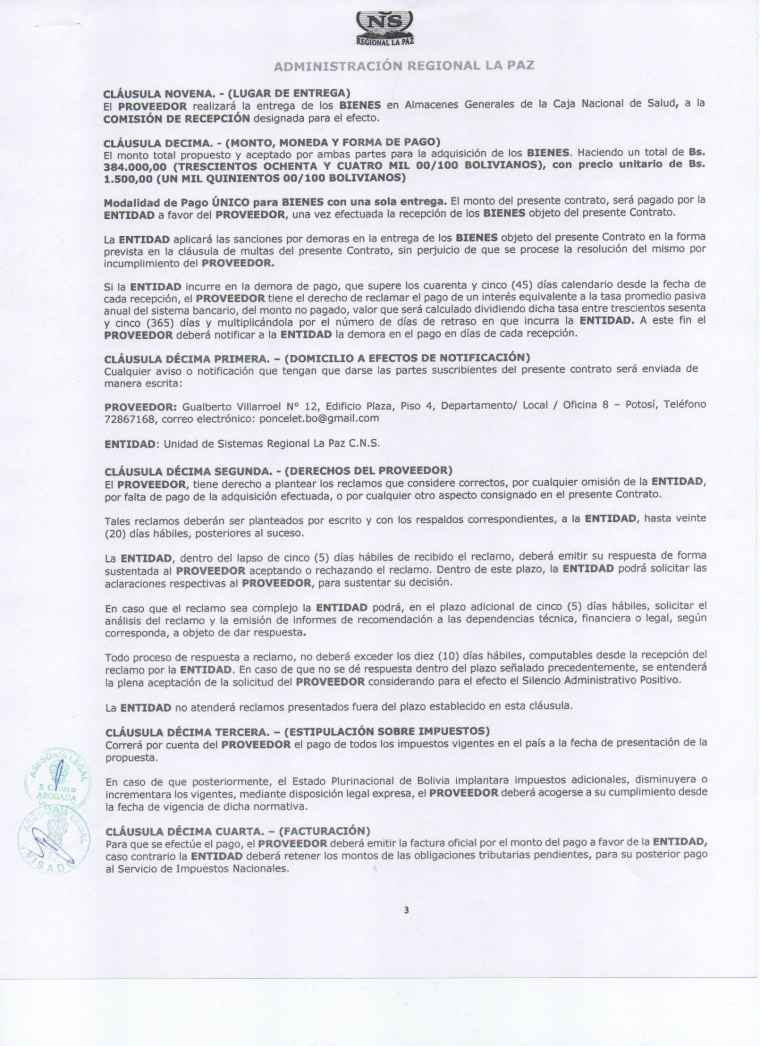 NS
REGIONAL LA PAZ
ADMINISTRACIÓN REGIONAL LA PAZ
CLÁUSULA NOVENA. - (LUGAR DE ENTREGA)
El PROVEEDOR realizará la entrega de los BIENES en Almacenes Generales de la Caja Nacional de Salud, a la
COMISIÓN DE RECEPCIÓN designada para el efecto.
CLÁUSULA DECIMA. - (MONTO, MONEDA Y FORMA DE PAGO)
El monto total propuesto y aceptado por ambas partes para la adquisición de los BIENES. Haciendo un total de Bs.
384.000,00 (TRESCIENTOS OCHENTA Y CUATRO MIL 00/100 BOLIVIANOS), con precio unitario de Bs.
1.500,00 (UN MIL QUINIENTOS 00/100 BOLIVIANOS)
Modalidad de Pago ÚNICO para BIENES con una sola entrega. El monto del presente contrato, será pagado por la
ENTIDAD a favor del PROVEEDOR, una vez efectuada la recepción de los BIENES objeto del presente Contrato.
La ENTIDAD aplicará las sanciones por demoras en la entrega de los BIENES objeto del presente Contrato en la forma
prevista en la cláusula de multas del presente Contrato, sin perjuicio de que se procese la resolución del mismo por
incumplimiento del PROVEEDOR.
Si la ENTIDAD incurre en la demora de pago, que supere los cuarenta y cinco (45) días calendario desde la fecha de
cada recepción, el PROVEEDOR tiene el derecho de reclamar el pago de un interés equivalente a la tasa promedio pasiva
anual del sistema bancario, del monto no pagado, valor que será calculado dividiendo dicha tasa entre trescientos sesenta
y cinco (365) días y multiplicándola por el número de días de retraso en que incurra la ENTIDAD. A este fin el
PROVEEDOR deberá notificar a la ENTIDAD la demora en el pago en días de cada recepción.
CLÁUSULA DÉCIMA PRIMERA. – (DOMICILIO A EFECTOS DE NOTIFICACIÓN)
Cualquier aviso o notificación que tengan que darse las partes suscribientes del presente contrato será enviada de
manera escrita:
PROVEEDOR: Gualberto Villarroel N° 12, Edificio Plaza, Piso 4, Departamento/ Local / Oficina 8 – Potosí, Teléfono
72867168, correo electrónico: poncelet.bo@gmail.com
ENTIDAD: Unidad de Sistemas Regional La Paz C.N.S.
CLÁUSULA DÉCIMA SEGUNDA. - (DERECHOS DEL PROVEEDOR)
El PROVEEDOR, tiene derecho a plantear los reclamos que considere correctos, por cualquier omisión de la ENTIDAD,
por falta de pago de la adquisición efectuada, o por cualquier otro aspecto consignado en el presente Contrato.
Tales reclamos deberán ser planteados por escrito y con los respaldos correspondientes, a la ENTIDAD, hasta veinte
(20) días hábiles, posteriores al suceso.
La ENTIDAD, dentro del lapso de cinco (5) días hábiles de recibido el reclamo, deberá emitir su respuesta de forma
sustentada al PROVEEDOR aceptando o rechazando el reclamo. Dentro de este plazo, la ENTIDAD podrá solicitar las
aclaraciones respectivas al PROVEEDOR, para sustentar su decisión.
En caso que el reclamo sea complejo la ENTIDAD podrá, en el plazo adicional de cinco (5) días hábiles, solicitar el
análisis del reclamo y la emisión de informes de recomendación a las dependencias técnica, financiera o legal, según
corresponda, a objeto de dar respuesta.
Todo proceso de respuesta a reclamo, no deberá exceder los diez (10) días hábiles, computables desde la recepción del
reclamo por la ENTIDAD. En caso de que no se dé respuesta dentro del plazo señalado precedentemente, se entenderá
la plena aceptación de la solicitud del PROVEEDOR considerando para el efecto el Silencio Administrativo Positivo.
La ENTIDAD no atenderá reclamos presentados fuera del plazo establecido en esta cláusula.
CLÁUSULA DÉCIMA TERCERA. – (ESTIPULACIÓN SOBRE IMPUESTOS)
Correrá por cuenta del PROVEEDOR el pago de todos los impuestos vigentes en el país a la fecha de presentación de la
propuesta.
En caso de que posteriormente, el Estado Plurinacional de Bolivia implantara impuestos adicionales, disminuyera o
incrementara los vigentes, mediante disposición legal expresa, el PROVEEDOR deberá acogerse a su cumplimiento desde
la fecha de vigencia de dicha normativa.
CLÁUSULA DÉCIMA CUARTA. – (FACTURACIÓN)
Para que se efectúe el pago, el PROVEEDOR deberá emitir la factura oficial por el monto del pago a favor de la ENTIDAD,
caso contrario la ENTIDAD deberá retener los montos de las obligaciones tributarias pendientes, para su posterior pago
al Servicio de Impuestos Nacionales.
ABOGADA
3